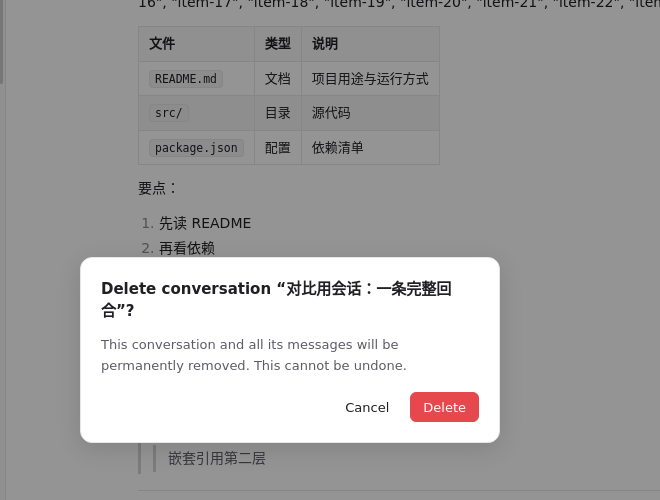 16", "item-17", "item-18", "item-19", "item-20", "item-21", "item-22", "item
文件 类型 说明
README.md 文档 项目用途与运行方式
src/ 目录 源代码
package.json 配置 依赖清单
要点：
1. 先读 README
2. 再看依赖
Delete conversation “对比用会话：一条完整回
合”?
This conversation and all its messages will be
permanently removed. This cannot be undone.
Cancel Delete
嵌套引用第二层